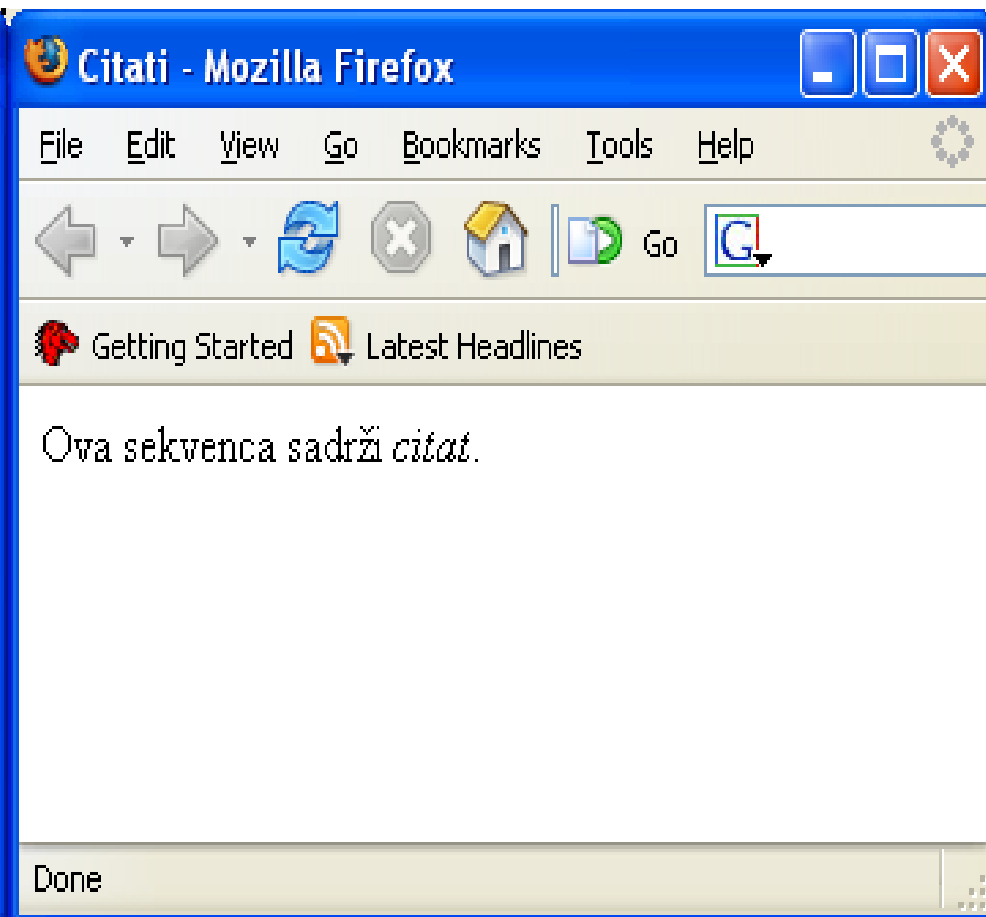 Citati - Mozilla Firefox
File Edit View Go Bookmarks Tools Help
Go G
Getting Started Latest Headlines
Ova sekvenca sadrži citat.
Done